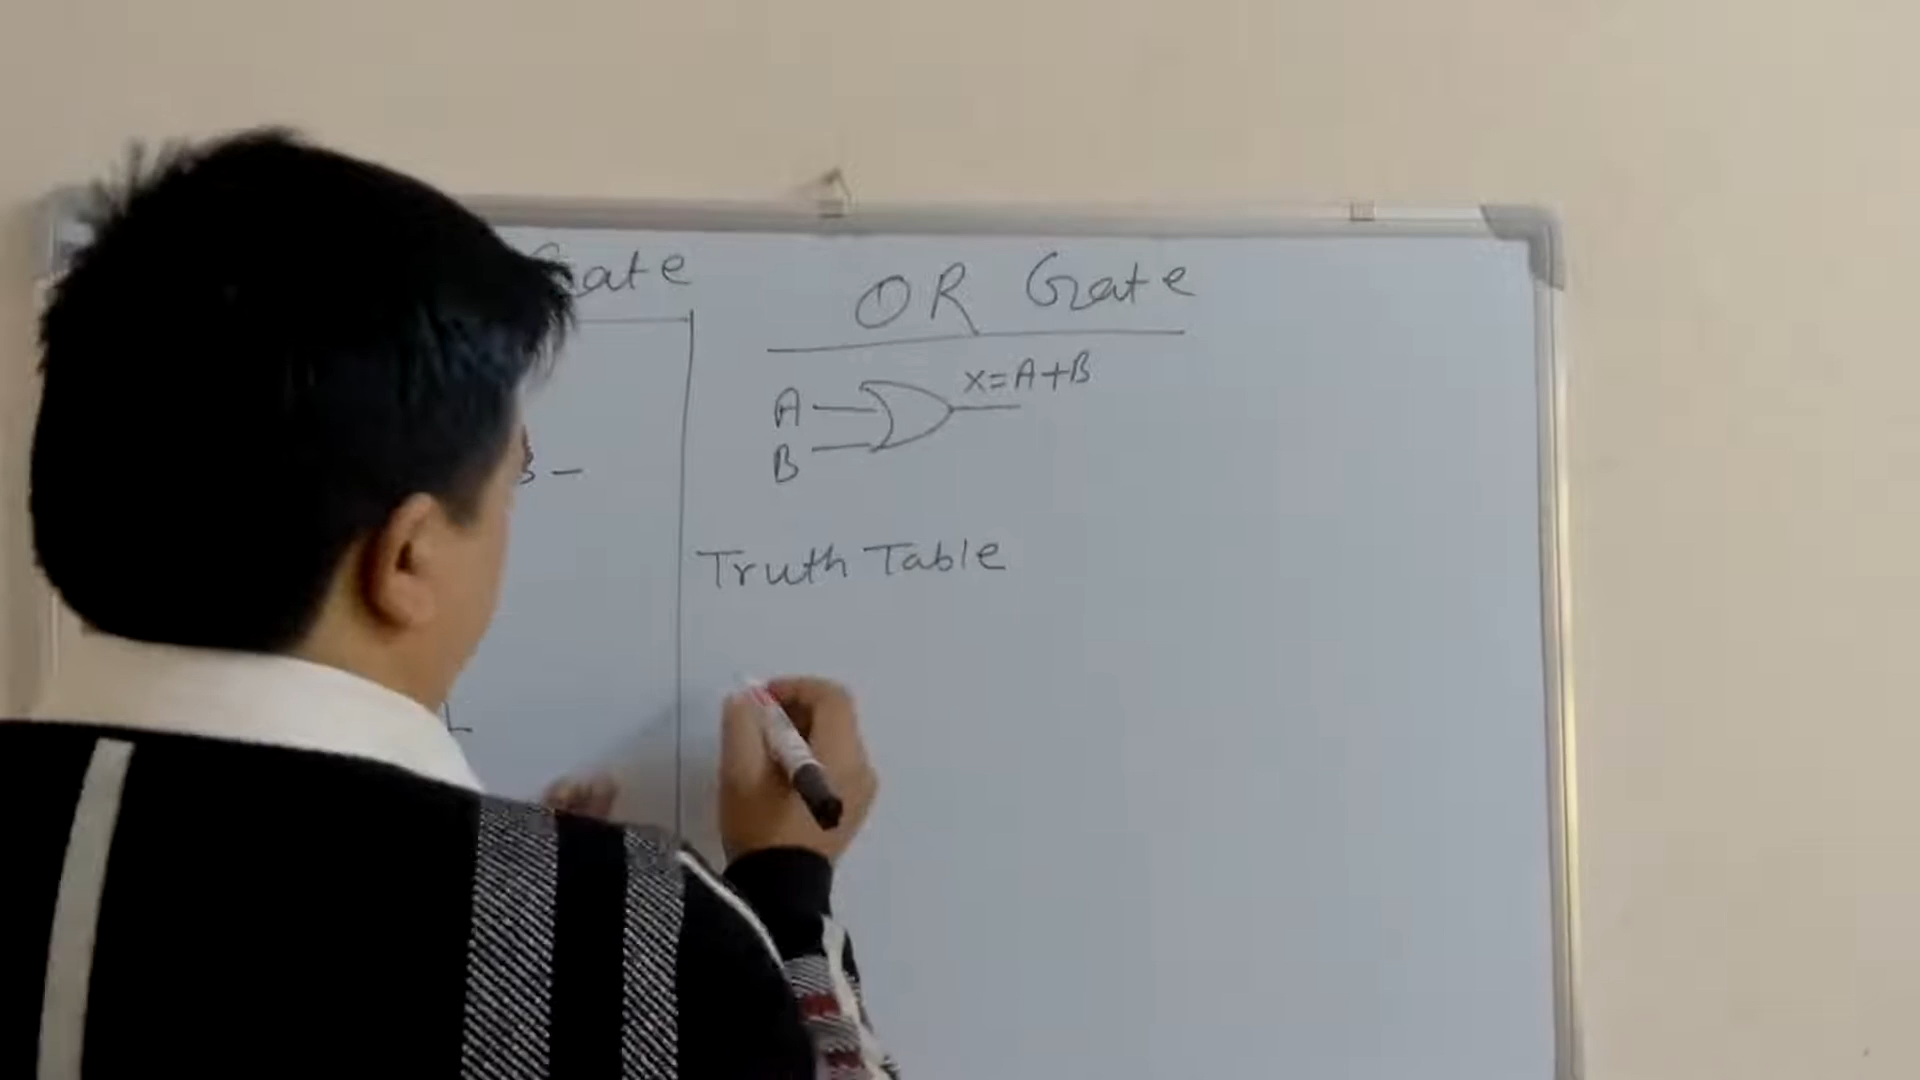 Gate
B -
OR Gate
X=A+B
A
B
Truth Table